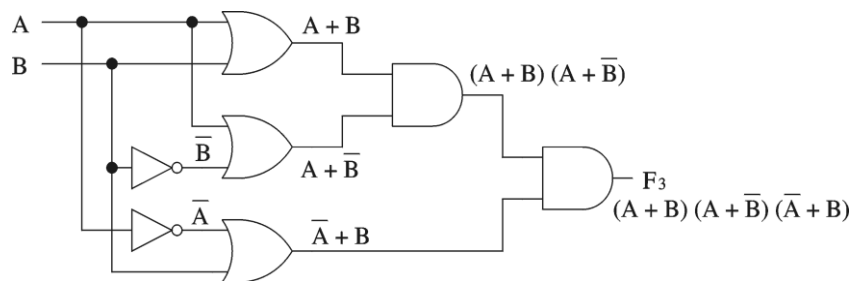 A
A + B
B
(A + B) (A + B̅)
B̅
A + B̅
F₃
A̅
(A + B) (A + B̅) (A̅ + B)
A̅ + B